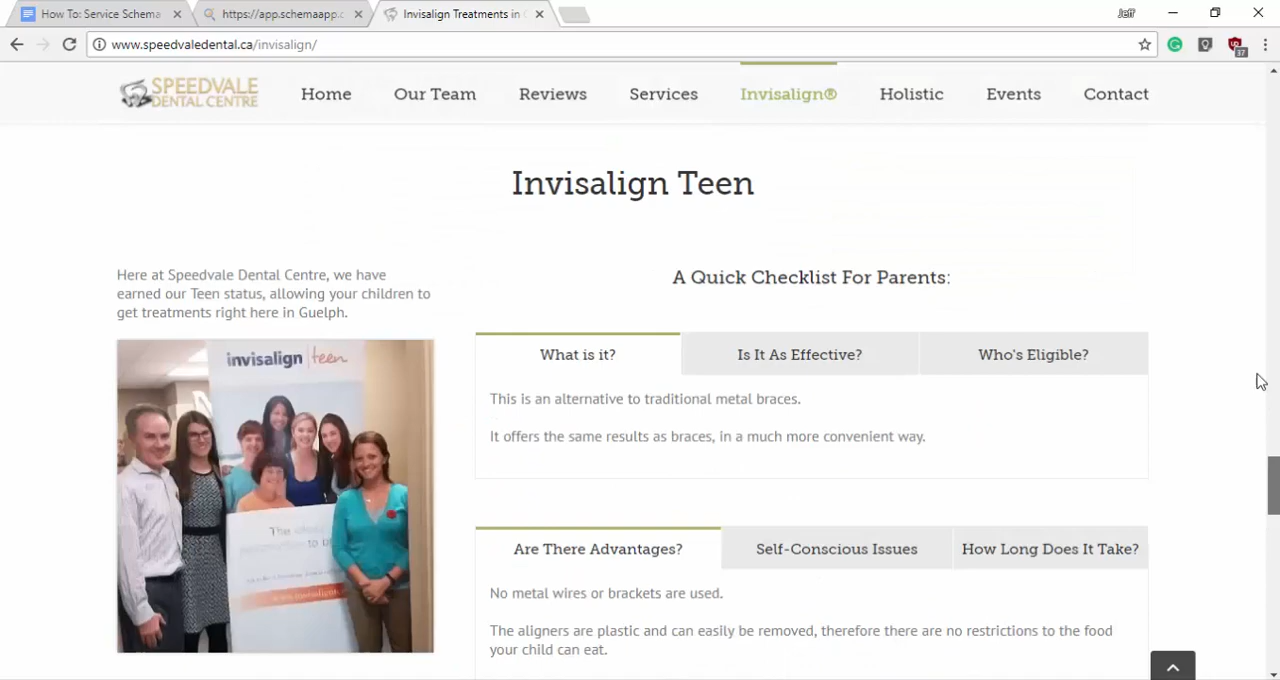 How To: Service Schema
https://app.schemaapp.c
Invisalign Treatments in
Jeff
www.speedvaledental.ca/invisalign/
37
SPEEDVALE
DENTAL CENTRE
Home
Our Team
Reviews
Services
Invisalign®
Holistic
Events
Contact
Invisalign Teen
Here at Speedvale Dental Centre, we have
earned our Teen status, allowing your children to
get treatments right here in Guelph.
invisalign teen
The
A Quick Checklist For Parents:
What is it?
Is It As Effective?
Who's Eligible?
This is an alternative to traditional metal braces.
It offers the same results as braces, in a much more convenient way.
Are There Advantages?
Self-Conscious Issues
How Long Does It Take?
No metal wires or brackets are used.
The aligners are plastic and can easily be removed, therefore there are no restrictions to the food
your child can eat.